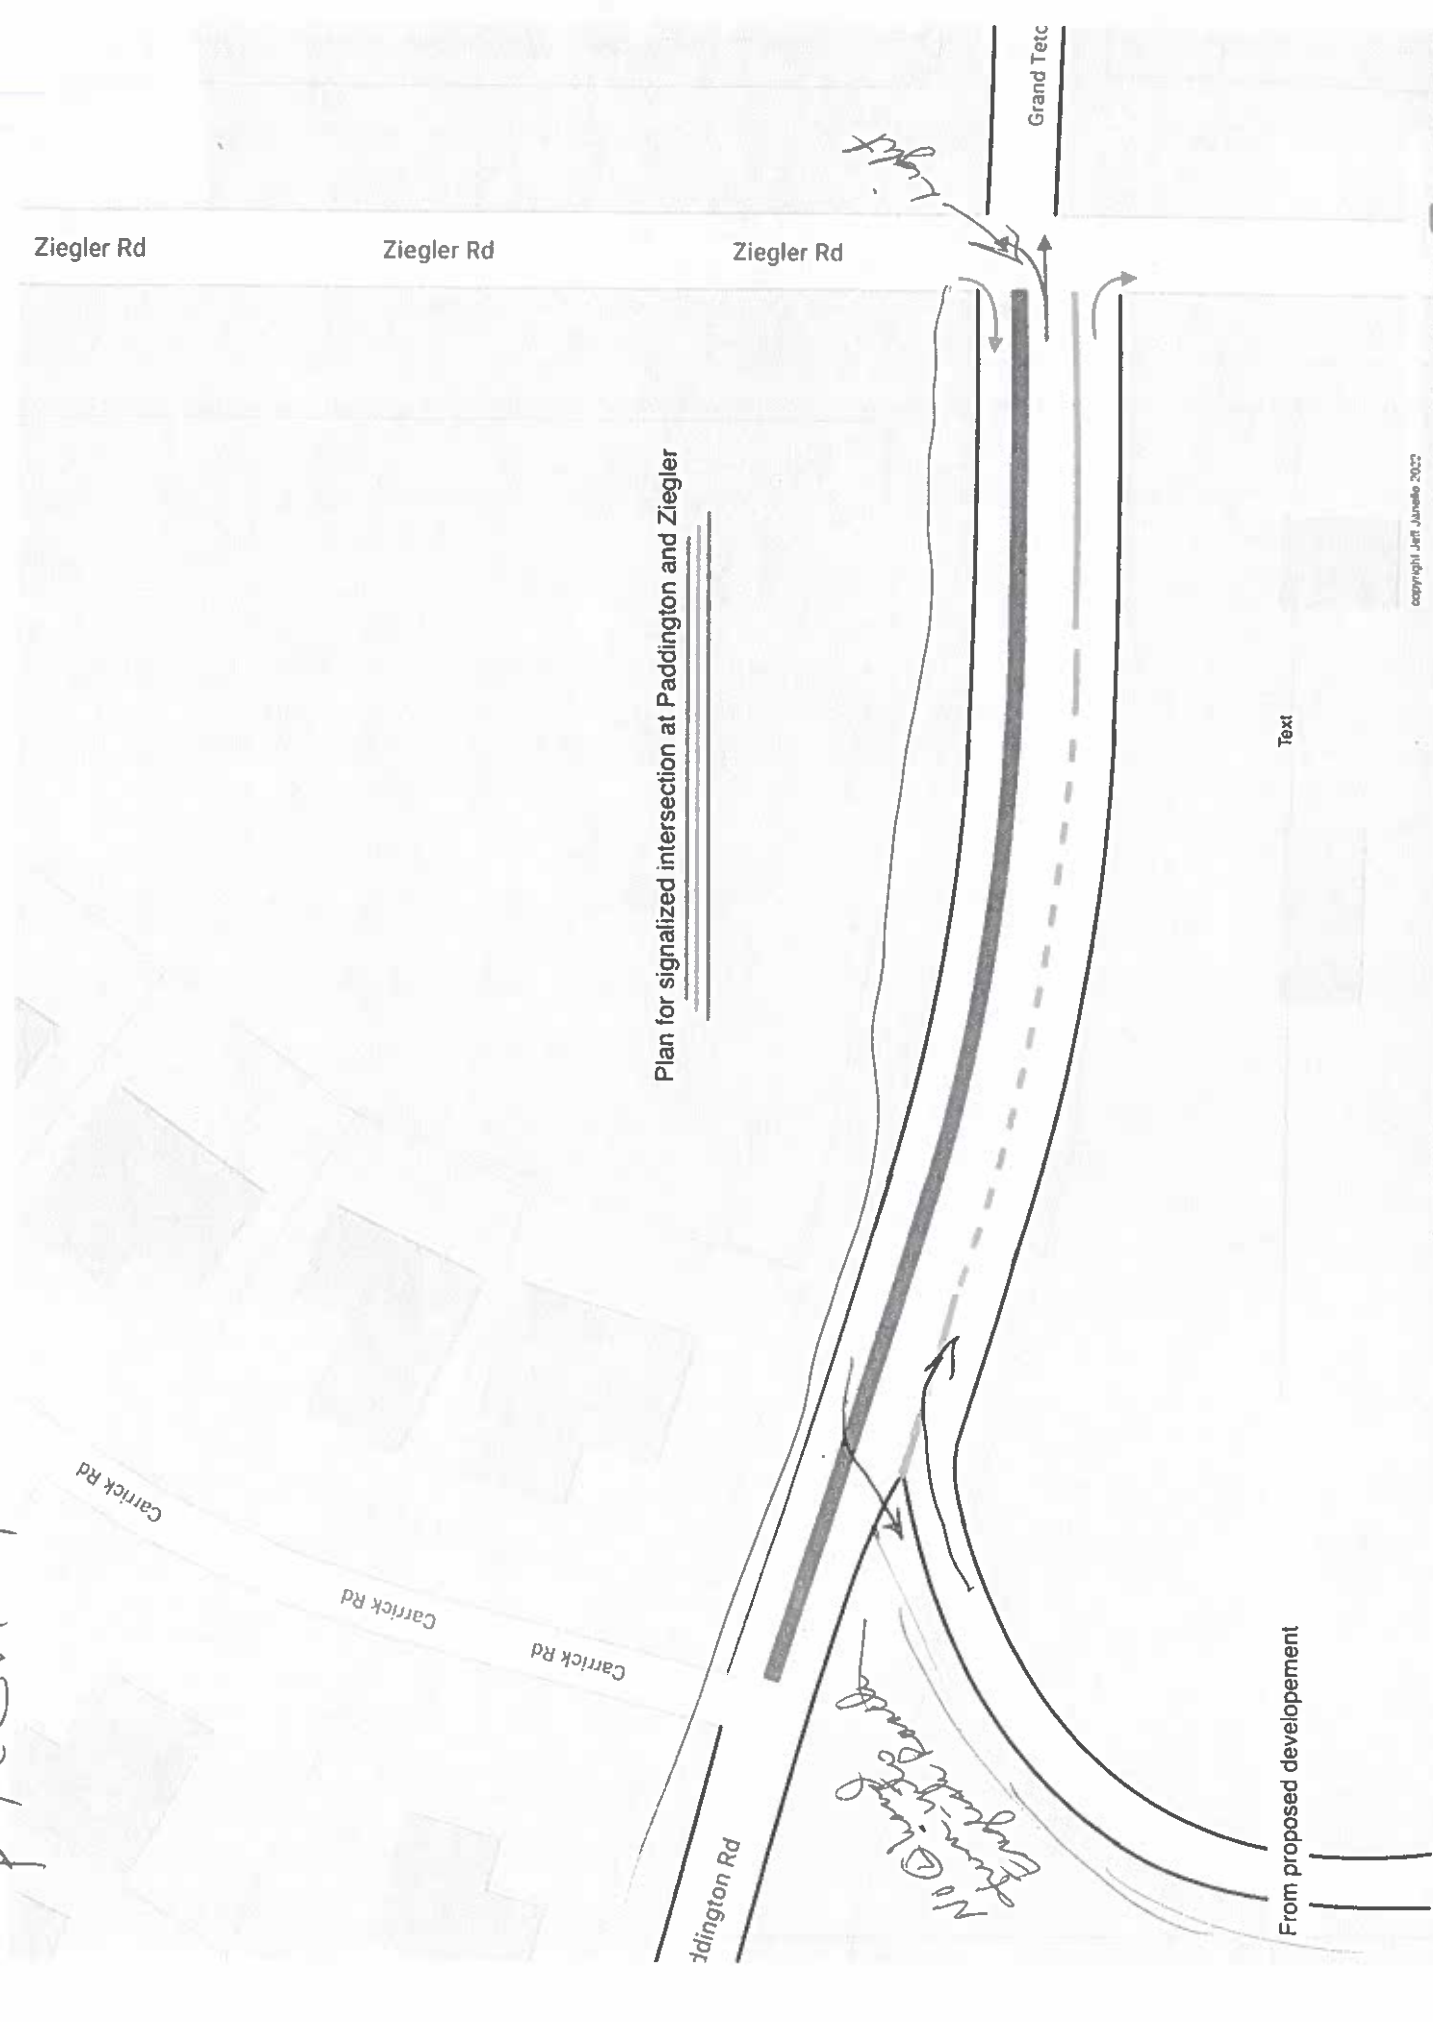 Ziegler Rd
Ziegler Rd
Ziegler Rd
Grand Teto
Plan for signalized intersection at Paddington and Ziegler
copyright Jeff Janelle 2022
Text
Carrick Rd
Carrick Rd
Carrick Rd
ddington Rd
No
From proposed developement